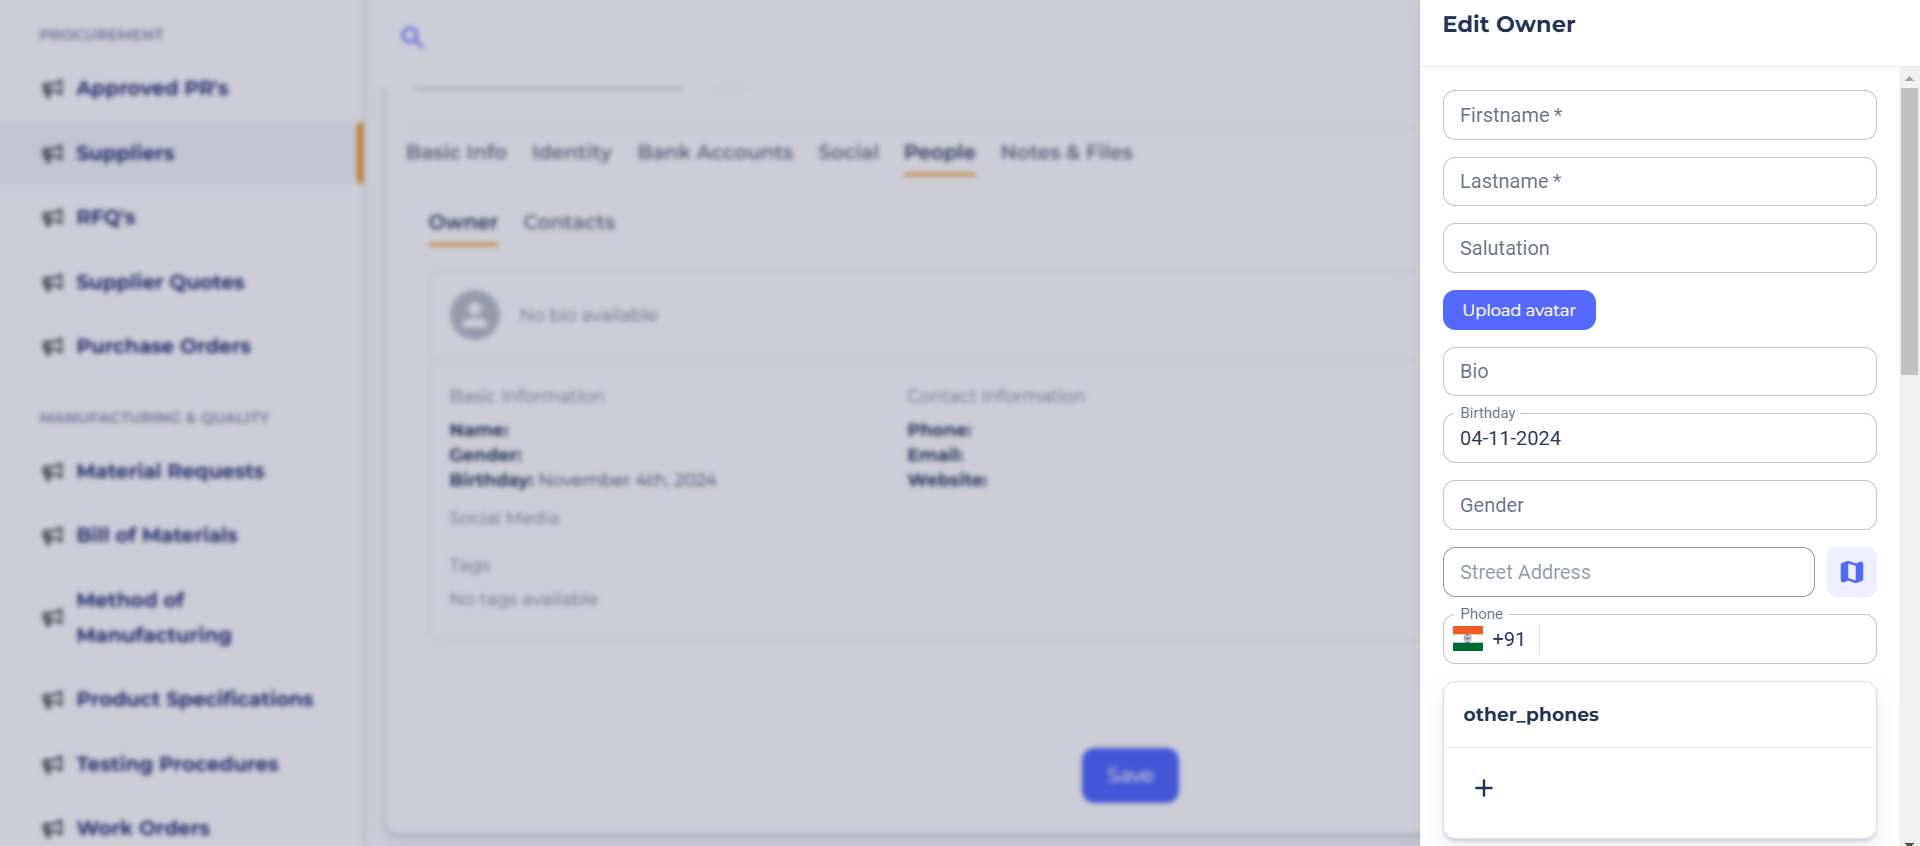 PROCUREMENT
Approved PR's
Suppliers
RFQ's
Supplier Quotes
Purchase Orders
MANUFACTURING & QUALITY
Material Requests
Bill of Materials
Method of
Manufacturing
Product Specifications
Testing Procedures
Work Orders
Basic Info Identity Bank Accounts Social People Notes & Files
Owner Contacts
No bio available
Basic Information
Name:
Gender:
Birthday: November 4th, 2024
Social Media
Tags
No tags available
Contact Information
Phone:
Email:
Website:
Save
Edit Owner
Firstname *
Lastname *
Salutation
Upload avatar
Bio
Birthday
04-11-2024
Gender
Street Address
Phone
+91
other_phones